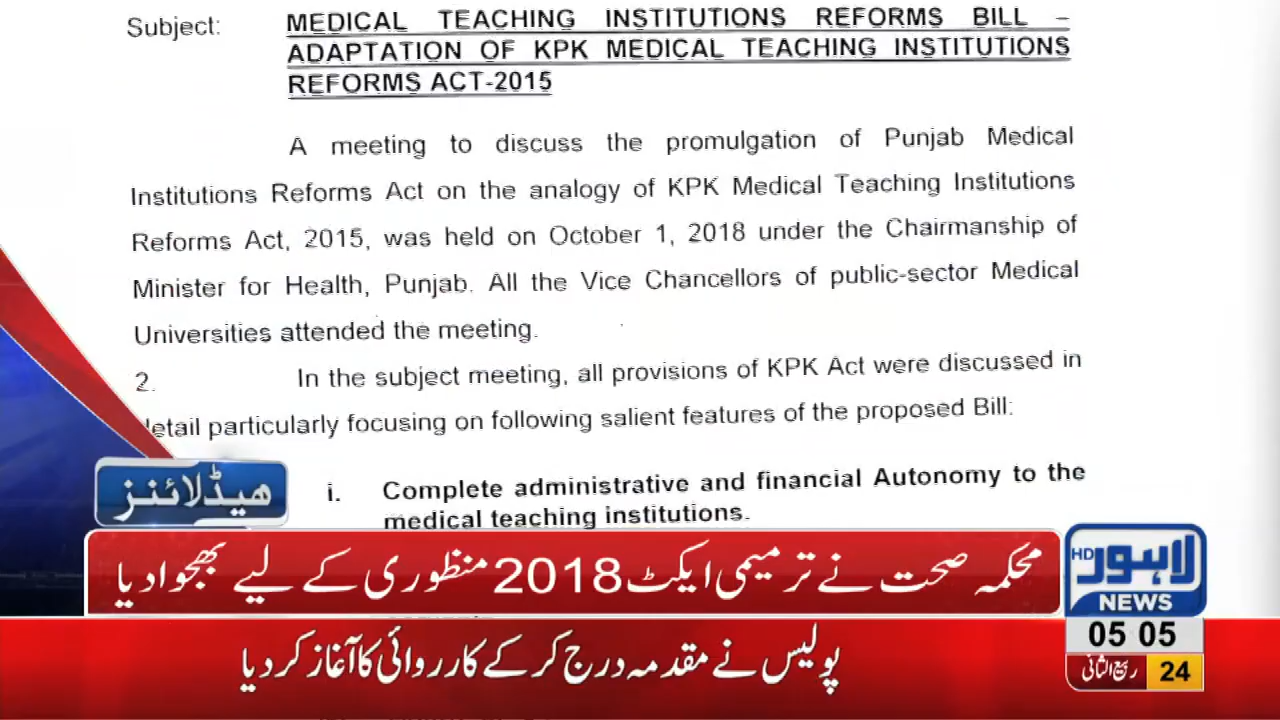 Subject: MEDICAL TEACHING INSTITUTIONS REFORMS BILL –
ADAPTATION OF KPK MEDICAL TEACHING INSTITUTIONS
REFORMS ACT-2015
A meeting to discuss the promulgation of Punjab Medical
Institutions Reforms Act on the analogy of KPK Medical Teaching Institutions
Reforms Act, 2015, was held on October 1, 2018 under the Chairmanship of
Minister for Health, Punjab. All the Vice Chancellors of public-sector Medical
Universities attended the meeting.
2. In the subject meeting, all provisions of KPK Act were discussed in
detail particularly focusing on following salient features of the proposed Bill:
i. Complete administrative and financial Autonomy to the
medical teaching institutions.
ہیڈلائنز
محکمہ صحت نے ترمیمی ایکٹ 2018 منظوری کے لیے بھجوا دیا
پولیس نے مقدمہ درج کر کے کارروائی کا آغاز کر دیا
لاہور HD
NEWS
05 05
24 ربیع الثانی